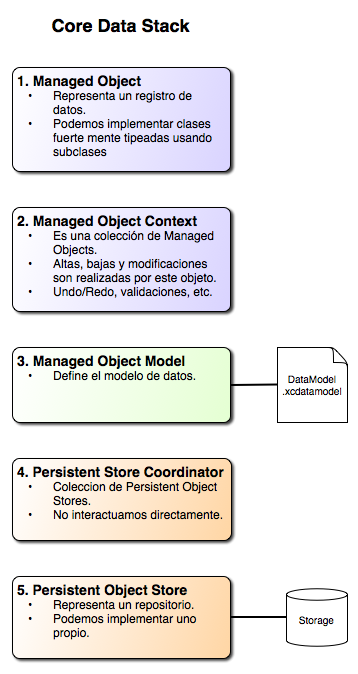 Core Data Stack
1. Managed Object
• Representa un registro de
datos.
• Podemos implementar clases
fuerte mente tipeadas usando
subclases
2. Managed Object Context
• Es una colección de Managed
Objects.
• Altas, bajas y modificaciones
son realizadas por este objeto.
• Undo/Redo, validaciones, etc.
3. Managed Object Model
• Define el modelo de datos.
DataModel
.xcdatamodel
4. Persistent Store Coordinator
• Coleccion de Persistent Object
Stores.
• No interactuamos directamente.
5. Persistent Object Store
• Representa un repositorio.
• Podemos implementar uno
propio.
Storage